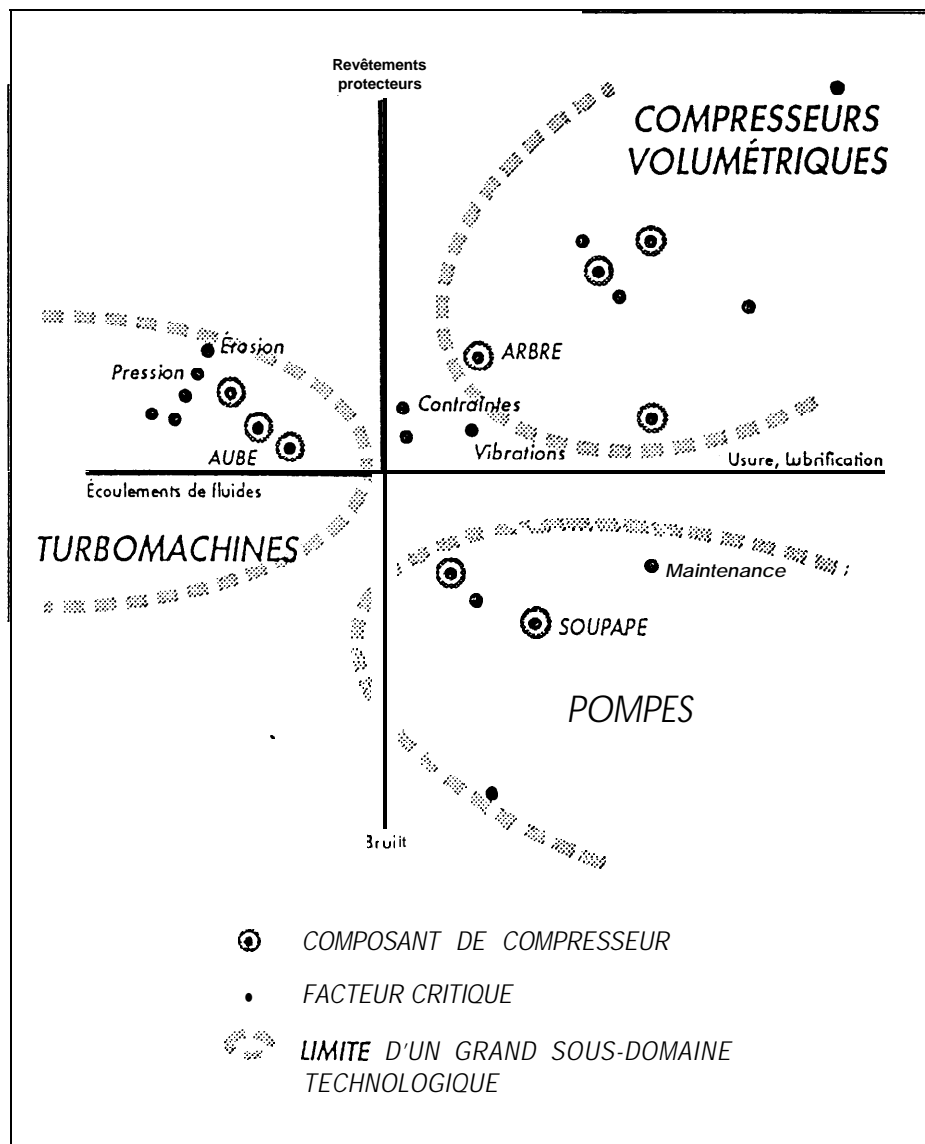 Revêtements
protecteurs
COMPRESSEURS
VOLUMÉTRIQUES
Érosion
Pression
ARBRE
Contraintes
AUBE
Vibrations
Usure, Lubrification
Écoulements de fluides
TURBOMACHINES
Maintenance
SOUPAPE
POMPES
Bruit
COMPOSANT DE COMPRESSEUR
FACTEUR CRITIQUE
LIMITE D'UN GRAND SOUS-DOMAINE
TECHNOLOGIQUE